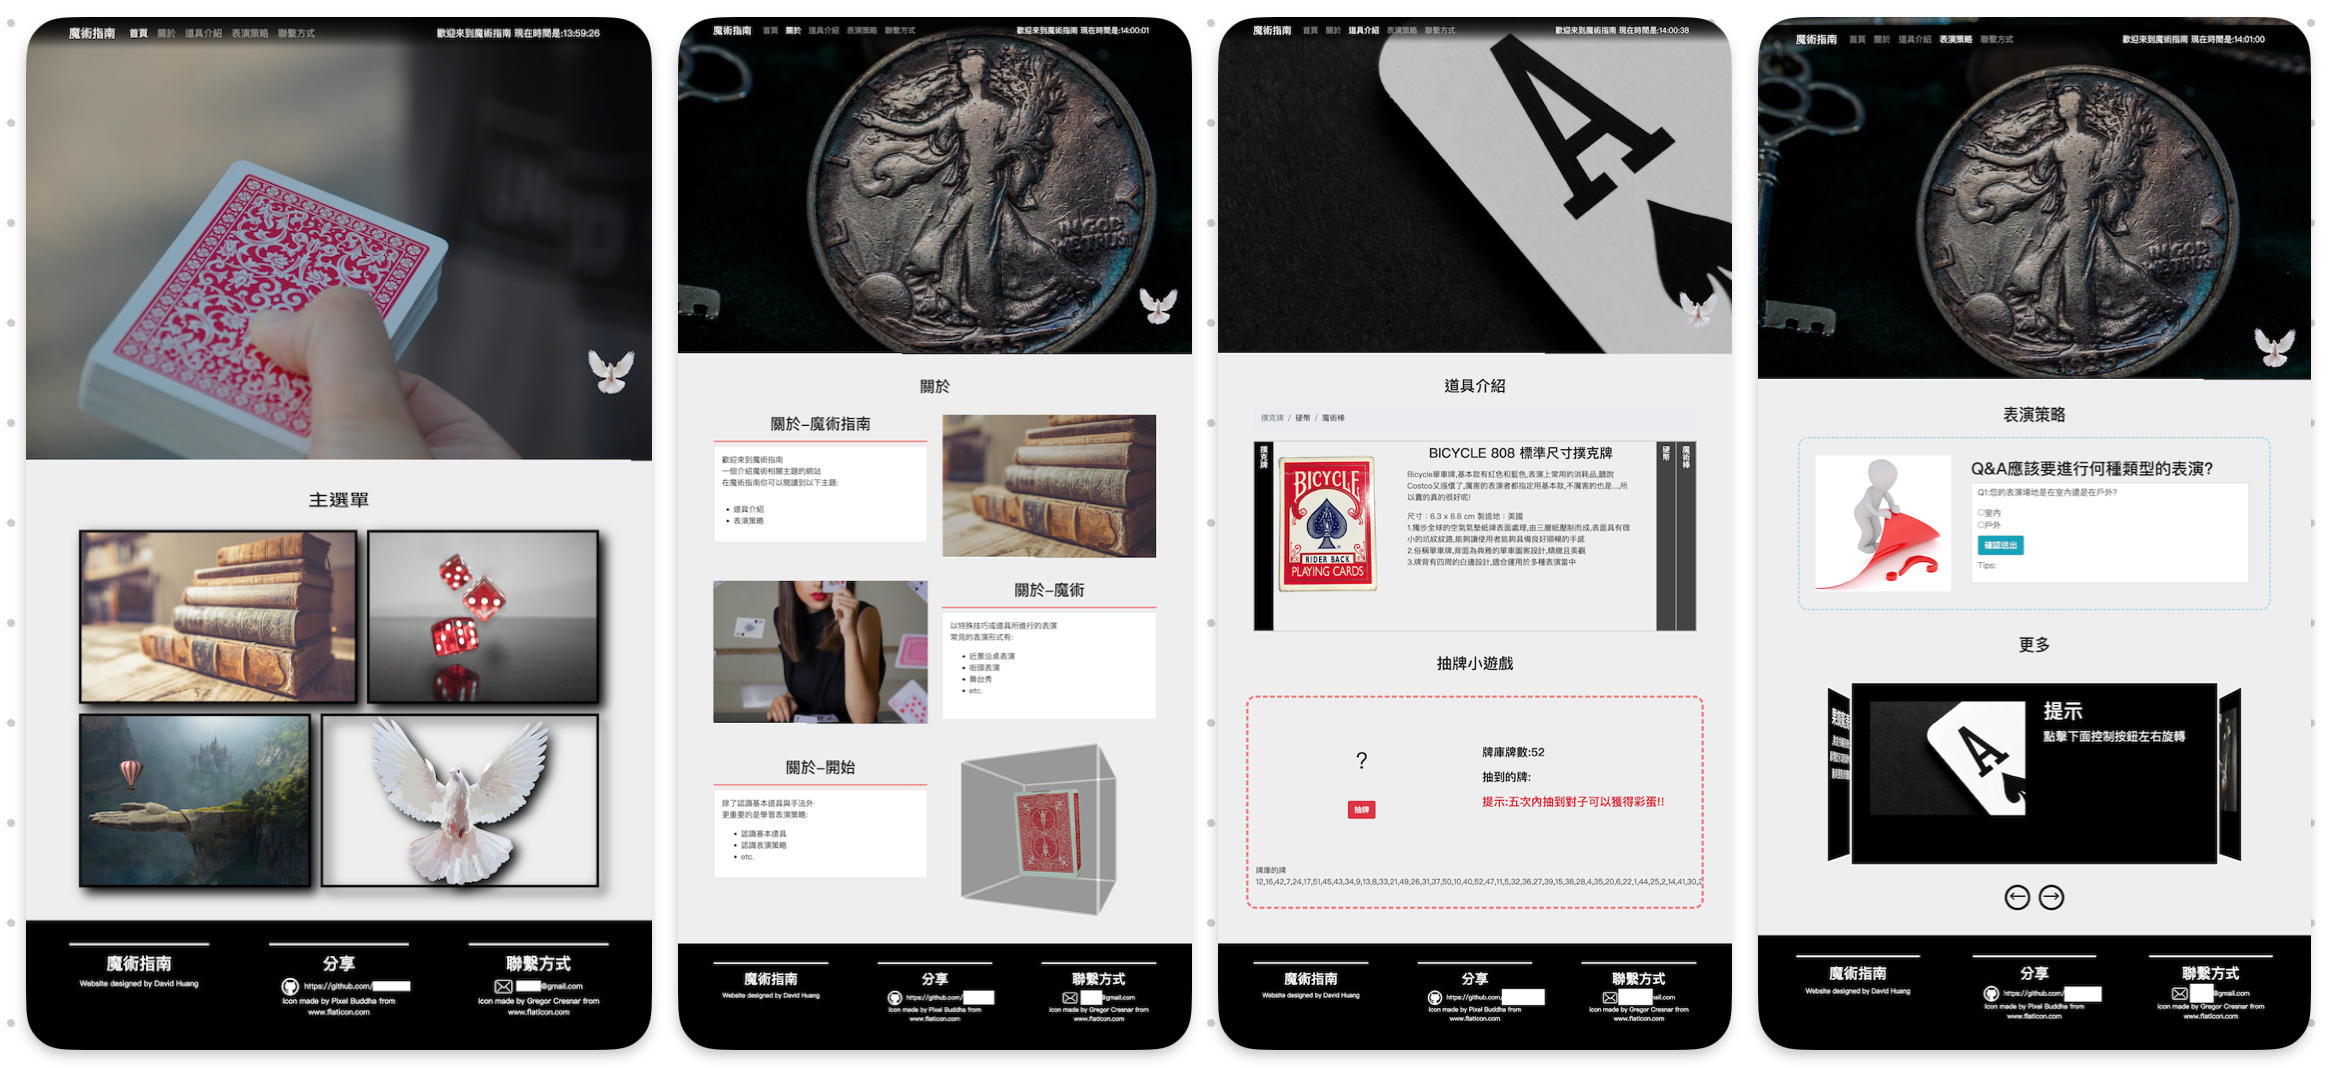 魔術指南 首頁 關於 道具介紹 表演策略 聯繫方式 歡迎來到魔術指南 現在時間是:13:59:26
主選單
魔術指南
Website designed by David Huang
分享
https://github.com/
Icon made by Pixel Buddha from
www.flaticon.com
聯繫方式
@gmail.com
Icon made by Gregor Cresnar from
www.flaticon.com
魔術指南 首頁 關於 道具介紹 表演策略 聯繫方式 歡迎來到魔術指南 現在時間是:14:00:01
LI TY
IN GOD
WE TRUST
關於
關於–魔術指南
歡迎來到魔術指南
一個介紹魔術相關主題的網站
在魔術指南你可以閱讀到以下主題:
• 道具介紹
• 表演策略
關於–魔術
以特殊技巧或道具所進行的表演
常見的表演形式有:
• 近景沿桌表演
• 街頭表演
• 舞台秀
• etc.
關於–開始
除了認識基本道具與手法外
更重要的是學習表演策略:
• 認識基本道具
• 認識表演策略
• etc.
魔術指南
Website designed by David Huang
分享
https://github.com/
Icon made by Pixel Buddha from
www.flaticon.com
聯繫方式
@gmail.com
Icon made by Gregor Cresnar from
www.flaticon.com
魔術指南 首頁 關於 道具介紹 表演策略 聯繫方式 歡迎來到魔術指南 現在時間是:14:00:38
A
道具介紹
撲克牌 / 硬幣 / 魔術棒
撲克牌
BICYCLE
RIDER BACK
PLAYING CARDS
BICYCLE 808 標準尺寸撲克牌
Bicycle單車牌,基本款有紅色和藍色,表演上常用的消耗品,聽說
Costco又漲價了,厲害的表演者都指定用基本款,不厲害的也是...,所
以賣的真的很好呢!
尺寸：6.3 x 8.8 cm 製造地：美國
1.獨步全球的空氣氣墊紙牌表面處理,由三層紙壓制而成,表面具有微
小的坑紋紋路,能夠讓使用者能夠具備良好順暢的手感
2.俗稱單車牌,背面為典雅的單車圖案設計,精緻且美觀
3.牌背有四周的白邊設計,適合運用於多種表演當中
硬幣
魔術棒
抽牌小遊戲
?
抽牌
牌庫牌數:52
抽到的牌:
提示:五次內抽到對子可以獲得彩蛋!!
牌庫的牌
12,16,42,7,24,17,51,45,43,34,9,13,8,33,21,49,26,31,37,50,10,40,52,47,11,5,32,36,27,39,15,38,28,4,35,20,6,22,1,44,25,2,14,41,30,2
魔術指南
Website designed by David Huang
分享
https://github.com/
Icon made by Pixel Buddha from
www.flaticon.com
聯繫方式
mail.com
Icon made by Gregor Cresnar from
www.flaticon.com
魔術指南 首頁 關於 道具介紹 表演策略 聯繫方式 歡迎來到魔術指南 現在時間是:14:01:00
LI TY
IN GOD
WE TRUST
表演策略
Q&A應該要進行何種類型的表演?
Q1:您的表演場地是在室內還是在戶外?
室內
戶外
確認送出
Tips:
更多
A
提示
點擊下面控制按鈕左右旋轉
魔術指南
Website designed by David Huang
分享
https://github.com/
Icon made by Pixel Buddha from
www.flaticon.com
聯繫方式
@gmail.com
Icon made by Gregor Cresnar from
www.flaticon.com